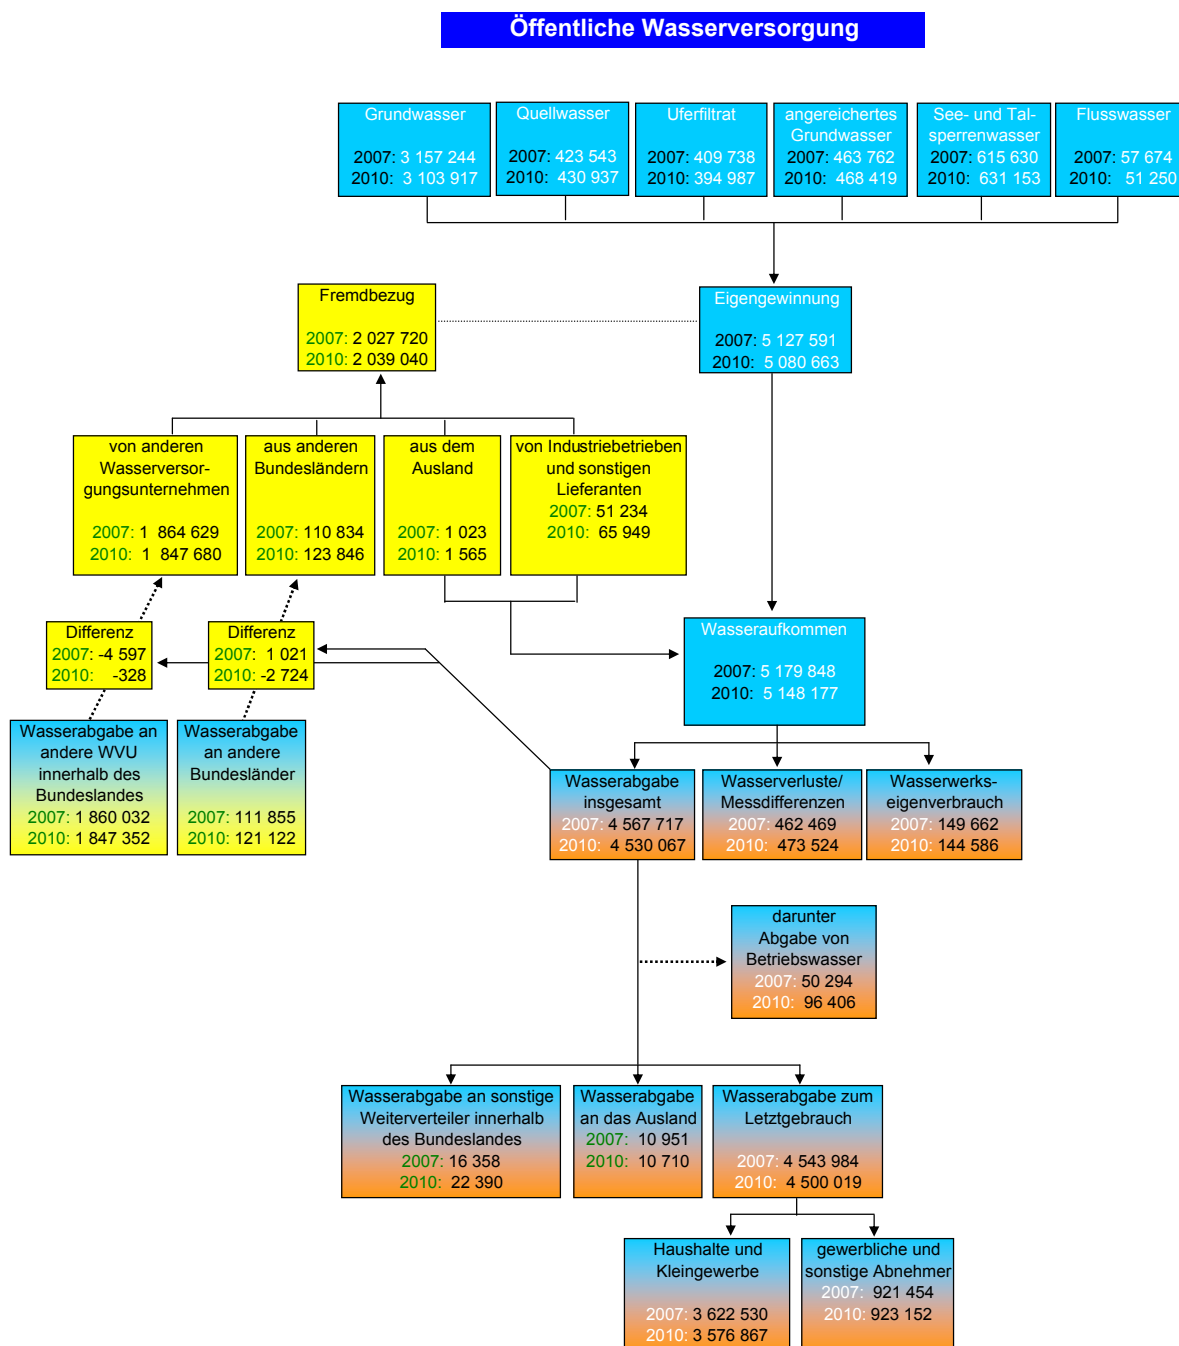 Öffentliche Wasserversorgung
Grundwasser
2007: 3 157 244
2010: 3 103 917
Quellwasser
2007: 423 543
2010: 430 937
Uferfiltrat
2007: 409 738
2010: 394 987
angereichertes
Grundwasser
2007: 463 762
2010: 468 419
See- und Tal-
sperrenwasser
2007: 615 630
2010: 631 153
Flusswasser
2007: 57 674
2010: 51 250
Fremdbezug
2007: 2 027 720
2010: 2 039 040
Eigengewinnung
2007: 5 127 591
2010: 5 080 663
von anderen
Wasserversor-
gungsunternehmen
2007: 1 864 629
2010: 1 847 680
aus anderen
Bundesländern
2007: 110 834
2010: 123 846
aus dem
Ausland
2007: 1 023
2010: 1 565
von Industriebetrieben
und sonstigen
Lieferanten
2007: 51 234
2010: 65 949
Differenz
2007: -4 597
2010: -328
Differenz
2007: 1 021
2010: -2 724
Wasseraufkommen
2007: 5 179 848
2010: 5 148 177
Wasserabgabe an
andere WVU
innerhalb des
Bundeslandes
2007: 1 860 032
2010: 1 847 352
Wasserabgabe
an andere
Bundesländer
2007: 111 855
2010: 121 122
Wasserabgabe
insgesamt
2007: 4 567 717
2010: 4 530 067
Wasserverluste/
Messdifferenzen
2007: 462 469
2010: 473 524
Wasserwerks-
eigenverbrauch
2007: 149 662
2010: 144 586
darunter
Abgabe von
Betriebswasser
2007: 50 294
2010: 96 406
Wasserabgabe an sonstige
Weiterverteiler innerhalb
des Bundeslandes
2007: 16 358
2010: 22 390
Wasserabgabe
an das Ausland
2007: 10 951
2010: 10 710
Wasserabgabe zum
Letztgebrauch
2007: 4 543 984
2010: 4 500 019
Haushalte und
Kleingewerbe
2007: 3 622 530
2010: 3 576 867
gewerbliche und
sonstige Abnehmer
2007: 921 454
2010: 923 152